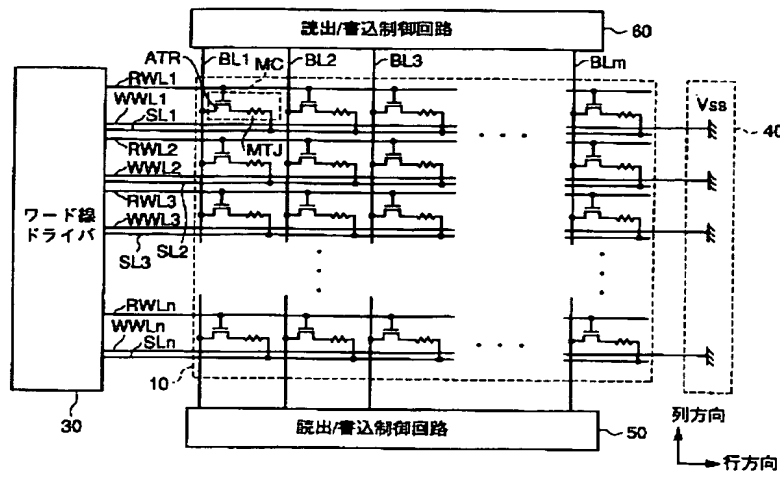 読出/書込制御回路
60
ATR
BL1
MC
BL2
BL3
BLm
RWL1
WWL1
SL1
VSS
40
MTJ
RWL2
WWL2
ワード線
ドライバ
RWL3
WWL3
SL2
SL3
RWLn
WWLn
SLn
10
30
読出/書込制御回路
50
列方向
行方向